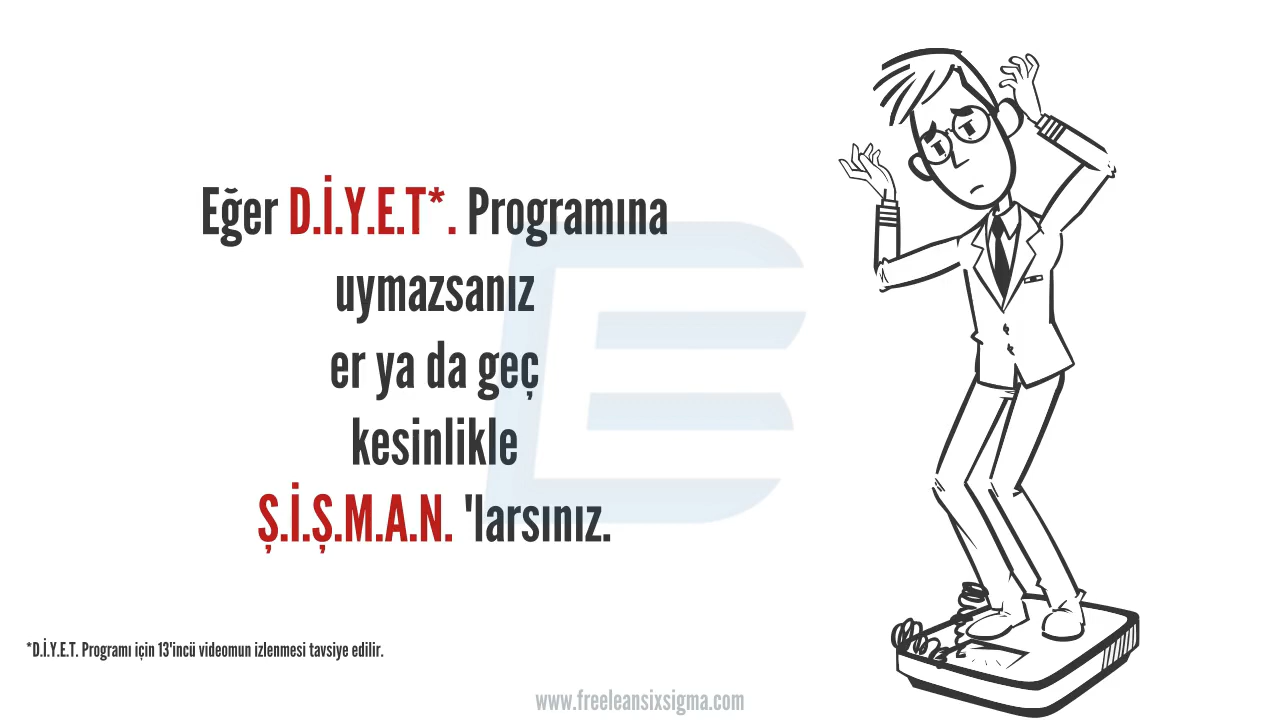 Eğer D.İ.Y.E.T*. Programına
uymazsanız
er ya da geç
kesinlikle
Ş.İ.Ş.M.A.N. 'larsınız.
*D.İ.Y.E.T. Programı için 13'incü videomun izlenmesi tavsiye edilir.
www.freeleansixsigma.com